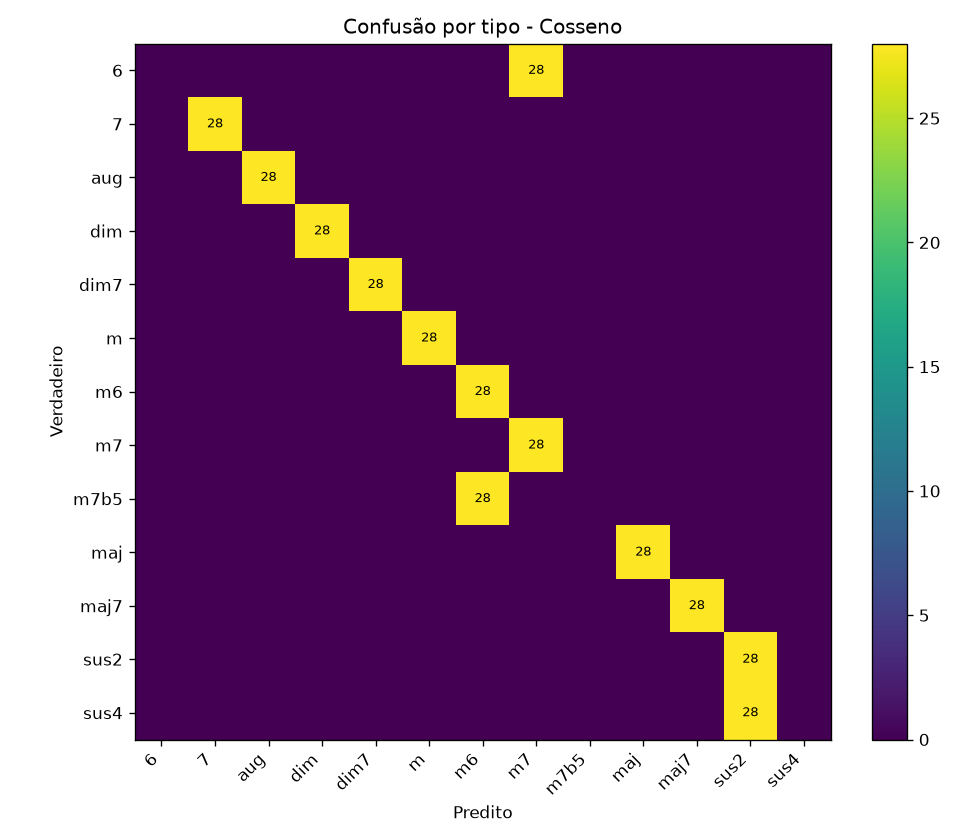 Confusão por tipo - Cosseno
Verdadeiro
6 28
7 28
aug 28
dim 28
dim7 28
m 28
m6 28
m7 28
m7b5 28
maj 28
maj7 28
sus2 28
sus4 28
6 7 aug dim dim7 m m6 m7 m7b5 maj maj7 sus2 sus4
Predito
25
20
15
10
5
0